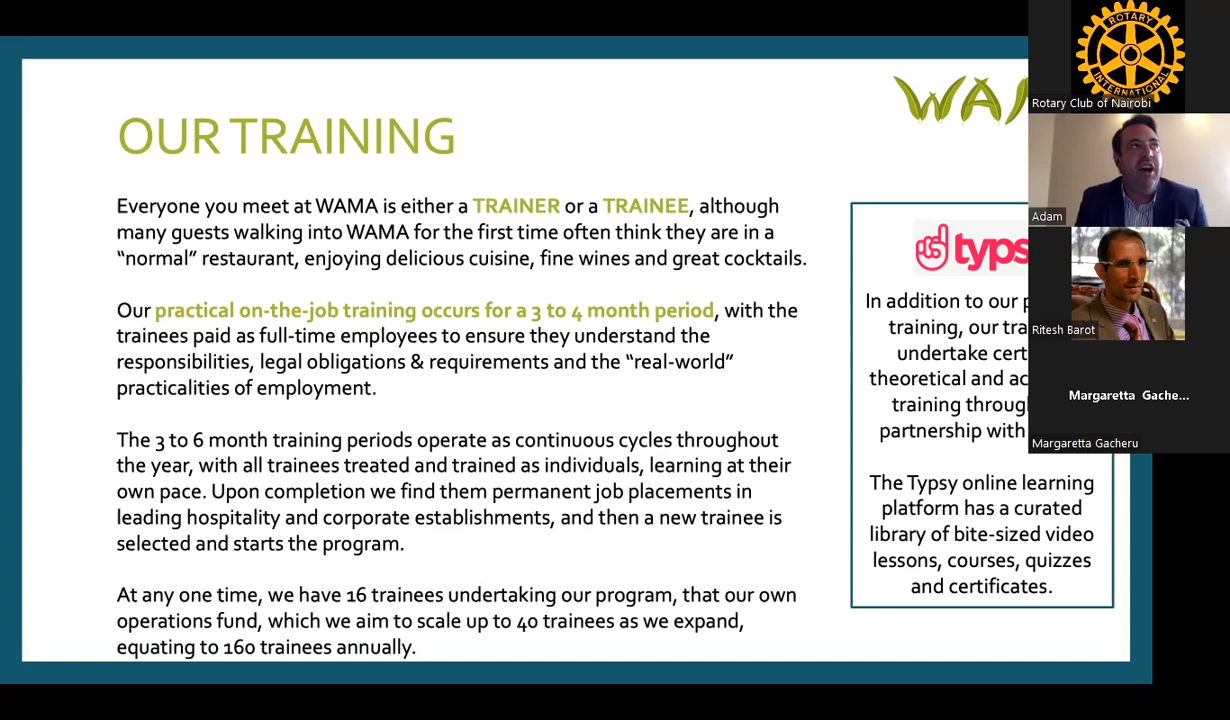 OUR TRAINING
Everyone you meet at WAMA is either a TRAINER or a TRAINEE, although
many guests walking into WAMA for the first time often think they are in a
“normal” restaurant, enjoying delicious cuisine, fine wines and great cocktails.
Our practical on-the-job training occurs for a 3 to 4 month period, with the
trainees paid as full-time employees to ensure they understand the
responsibilities, legal obligations & requirements and the “real-world”
practicalities of employment.
The 3 to 6 month training periods operate as continuous cycles throughout
the year, with all trainees treated and trained as individuals, learning at their
own pace. Upon completion we find them permanent job placements in
leading hospitality and corporate establishments, and then a new trainee is
selected and starts the program.
At any one time, we have 16 trainees undertaking our program, that our own
operations fund, which we aim to scale up to 40 trainees as we expand,
equating to 160 trainees annually.
In addition to our
training, our
undertake
theoretical and
training
partnership with
The Typsy online learning
platform has a curated
library of bite-sized video
lessons, courses, quizzes
and certificates.
ROTARY
INTERNATIONAL
Rotary Club of Nairobi
Adam
Ritesh Barot
Margaretta Gache...
Margaretta Gacheru